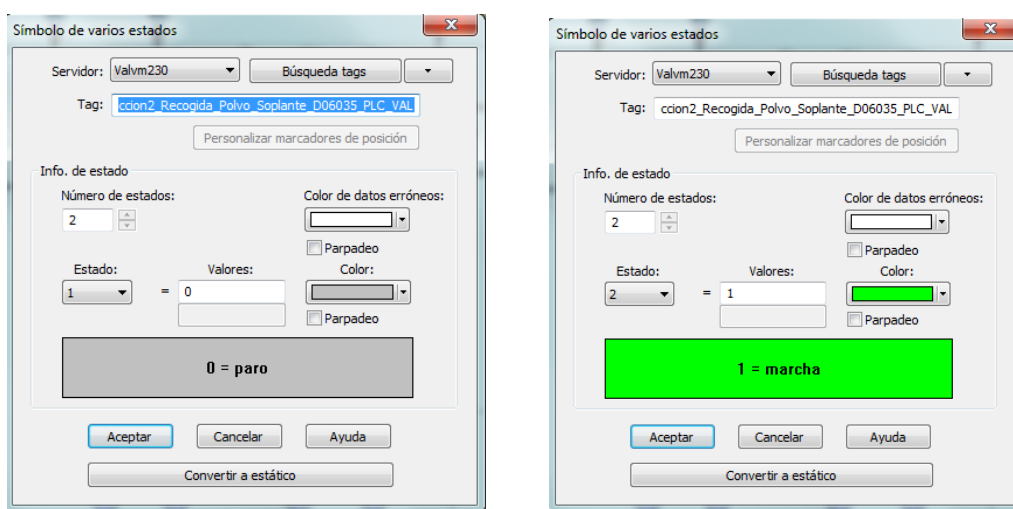 Símbolo de varios estados
Servidor: Valvm230 Búsqueda tags
Tag: ccion2_Recogida_Polvo_Soplante_D06035_PLC_VAL
Personalizar marcadores de posición
Info. de estado
Número de estados: Color de datos erróneos:
2
Parpadeo
Estado: Valores: Color:
1 = 0
Parpadeo
0 = paro
Aceptar Cancelar Ayuda
Convertir a estático
Símbolo de varios estados
Servidor: Valvm230 Búsqueda tags
Tag: ccion2_Recogida_Polvo_Soplante_D06035_PLC_VAL
Personalizar marcadores de posición
Info. de estado
Número de estados: Color de datos erróneos:
2
Parpadeo
Estado: Valores: Color:
2 = 1
Parpadeo
1 = marcha
Aceptar Cancelar Ayuda
Convertir a estático